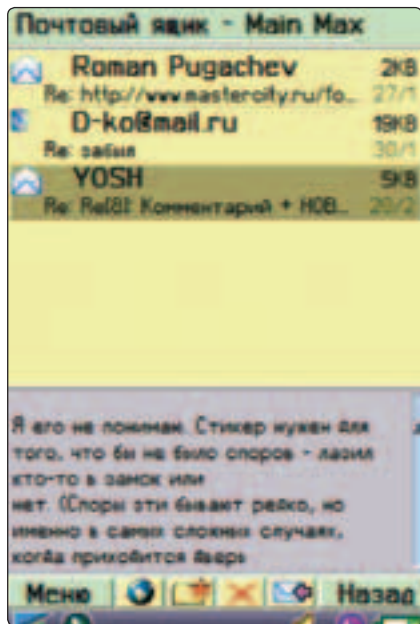 Почтовый ящик - Main Max
Roman Pugachev 2KB
Re: http://www.mastercity.ru/fo... 27/1
D-ko@mail.ru 19KB
Re: забыл 30/1
YOSH 5KB
Re: Re[8]: Комментарий + НОВ... 20/2
Я его не понимаю. Стикер нужен для
того, что бы не было споров - лазил
кто-то в замок или
нет. (Споры эти бывают редко, но
именно в самых сложных случаях,
когда приходится дверь
Меню Назад